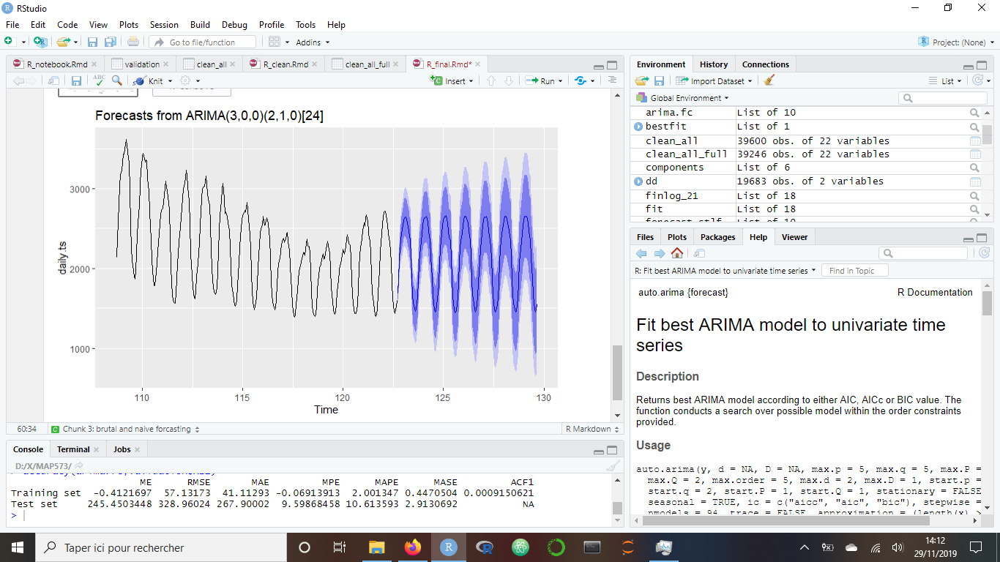 RStudio
File Edit Code View Plots Session Build Debug Profile Tools Help
Go to file/function Addins Project: (None)
R_notebook.Rmd validation clean_all R_clean.Rmd clean_all_full R_final.Rmd*
ABC Knit Insert Run
Forecasts from ARIMA(3,0,0)(2,1,0)[24]
daily.ts
3000
2000
1000
110 115 120 125 130
Time
60:34 Chunk 3: brutal and naive forcasting R Markdown
Console Terminal Jobs
D:/X/MAP573/
ME RMSE MAE MPE MAPE MASE ACF1
Training set -0.4121697 57.13173 41.11293 -0.06913913 2.001347 0.4470504 0.0009150621
Test set 245.4503448 328.96024 267.90002 9.59868458 10.613593 2.9130692 NA
>
Environment History Connections
Import Dataset List
Global Environment
arima.fc List of 10
bestfit List of 1
clean_all 39600 obs. of 22 variables
clean_all_full 39246 obs. of 22 variables
components List of 6
dd 19683 obs. of 2 variables
finlog_21 List of 18
fit List of 18
Files Plots Packages Help Viewer
R: Fit best ARIMA model to univariate time series Find in Topic
auto.arima {forecast} R Documentation
Fit best ARIMA model to univariate time
series
Description
Returns best ARIMA model according to either AIC, AICc or BIC value. The
function conducts a search over possible model within the order constraints
provided.
Usage
auto.arima(y, d = NA, D = NA, max.p = 5, max.q = 5, max.P =
max.Q = 2, max.order = 5, max.d = 2, max.D = 1, start.p =
start.q = 2, start.P = 1, start.Q = 1, stationary = FALSE
seasonal = TRUE, ic = c("aicc", "aic", "bic"), stepwise =
nmodels = 94, trace = FALSE, approximation = (length(x) >
Taper ici pour rechercher
14:12
29/11/2019